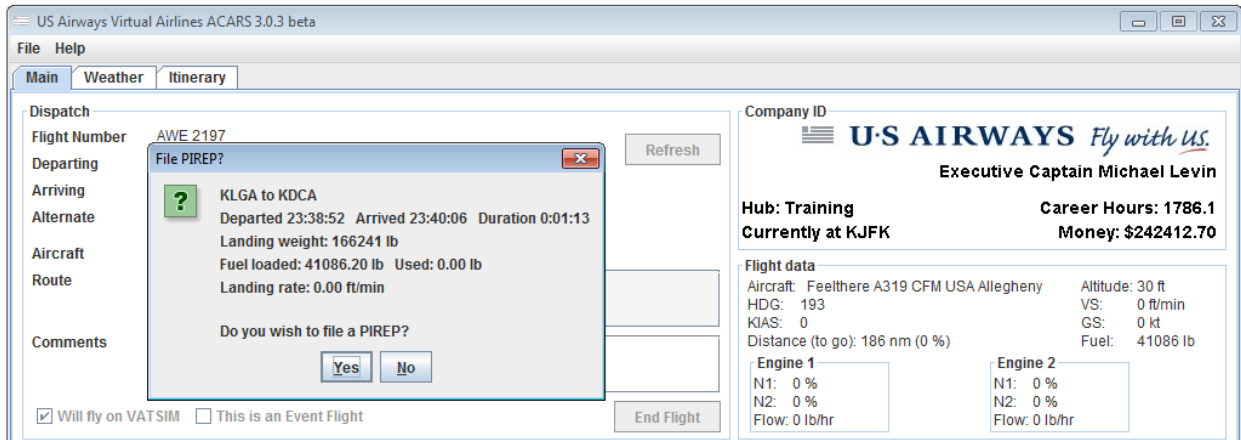 US Airways Virtual Airlines ACARS 3.0.3 beta
File Help
Main Weather Itinerary
Dispatch
Flight Number AWE 2197
Departing
Arriving
Alternate
Aircraft
Route
Comments
Refresh
File PIREP?
?
KLGA to KDCA
Departed 23:38:52 Arrived 23:40:06 Duration 0:01:13
Landing weight: 166241 lb
Fuel loaded: 41086.20 lb Used: 0.00 lb
Landing rate: 0.00 ft/min
Do you wish to file a PIREP?
Yes No
Will fly on VATSIM This is an Event Flight
End Flight
Company ID
U·S AIRWAYS Fly with us.
Executive Captain Michael Levin
Hub: Training Career Hours: 1786.1
Currently at KJFK Money: $242412.70
Flight data
Aircraft: Feelthere A319 CFM USA Allegheny Altitude: 30 ft
HDG: 193 VS: 0 ft/min
KIAS: 0 GS: 0 kt
Distance (to go): 186 nm (0 %) Fuel: 41086 lb
Engine 1
N1: 0 %
N2: 0 %
Flow: 0 lb/hr
Engine 2
N1: 0 %
N2: 0 %
Flow: 0 lb/hr